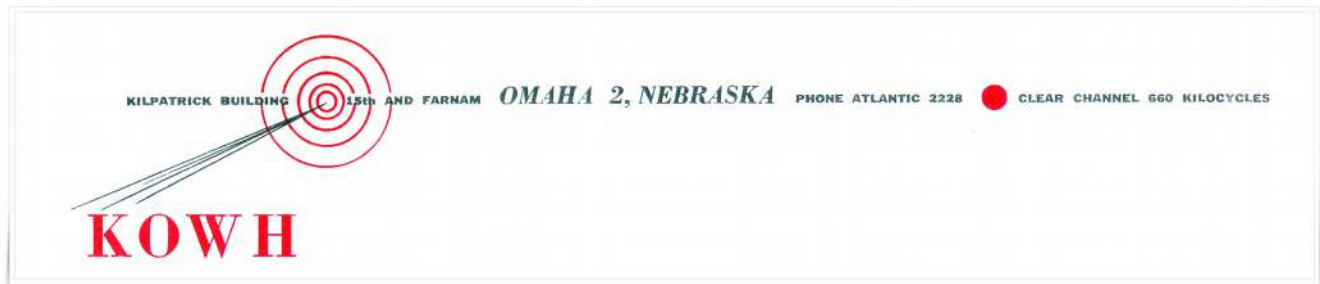 KILPATRICK BUILDING 15th AND FARNAM OMAHA 2, NEBRASKA PHONE ATLANTIC 2228 CLEAR CHANNEL 660 KILOCYCLES
KOWH